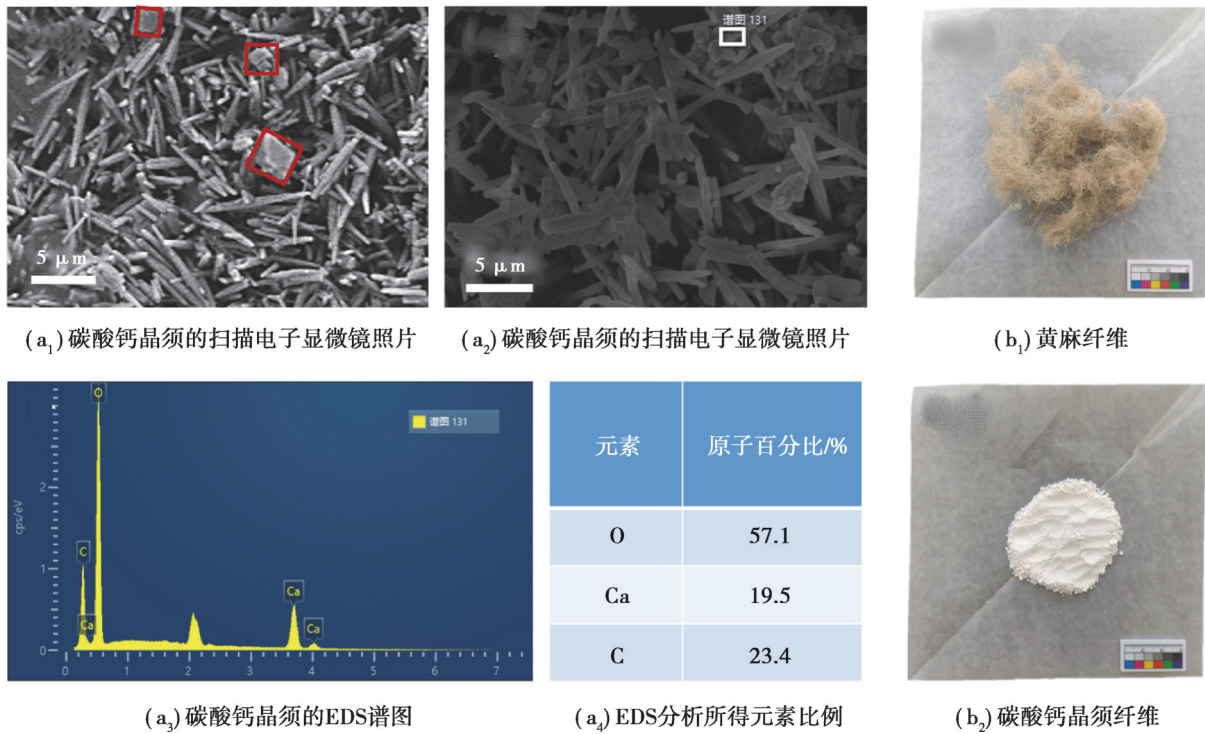 谱图 131
5 μm
5 μm
(a₁)碳酸钙晶须的扫描电子显微镜照片
(a₂)碳酸钙晶须的扫描电子显微镜照片
(b₁)黄麻纤维
O
谱图 131
cps/eV
2
C
1
Ca
Ca
Ca
0
0 1 2 3 4 5 6 7
元素 原子百分比/%
O 57.1
Ca 19.5
C 23.4
(a₃)碳酸钙晶须的EDS谱图
(a₄)EDS分析所得元素比例
(b₂)碳酸钙晶须纤维